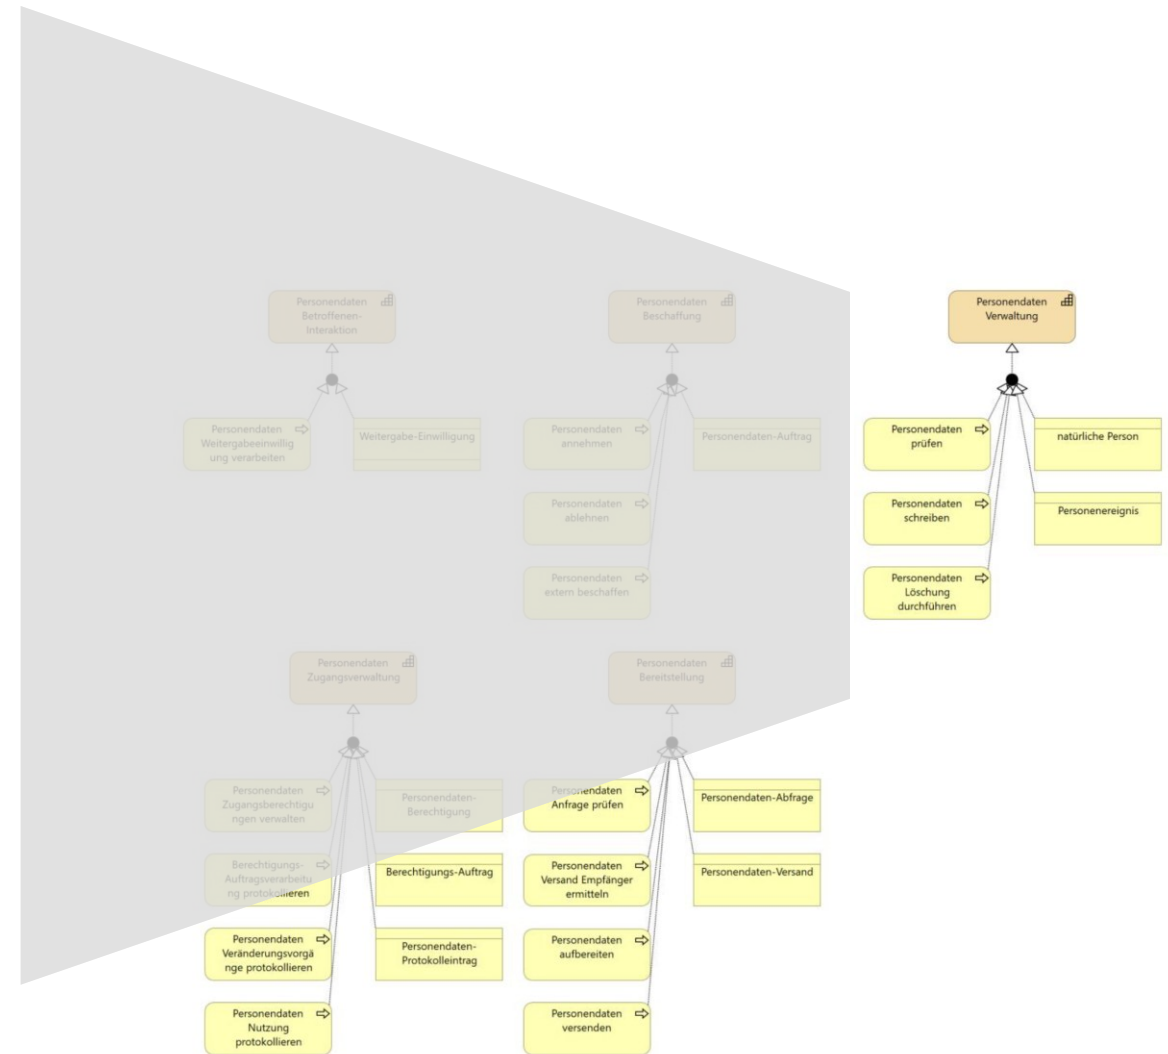 Personendaten
Betroffenen-
Interaktion
Personendaten
Beschaffung
Personendaten
Verwaltung
Personendaten
Weitergabeeinwillig
ung verarbeiten
Weitergabe-Einwilligung
Personendaten
annehmen
Personendaten-Auftrag
Personendaten
prüfen
natürliche Person
Personendaten
ablehnen
Personendaten
schreiben
Personenereignis
Personendaten
extern beschaffen
Personendaten
Löschung
durchführen
Personendaten
Zugangsverwaltung
Personendaten
Bereitstellung
Personendaten
Zugangsberechtigu
ngen verwalten
Personendaten-
Berechtigung
Personendaten
Anfrage prüfen
Personendaten-Abfrage
Berechtigungs-
Auftragsverarbeitu
ng protokollieren
Berechtigungs-Auftrag
Personendaten
Versand Empfänger
ermitteln
Personendaten-Versand
Personendaten
Veränderungsvorgä
nge protokollieren
Personendaten-
Protokolleintrag
Personendaten
aufbereiten
Personendaten
Nutzung
protokollieren
Personendaten
versenden